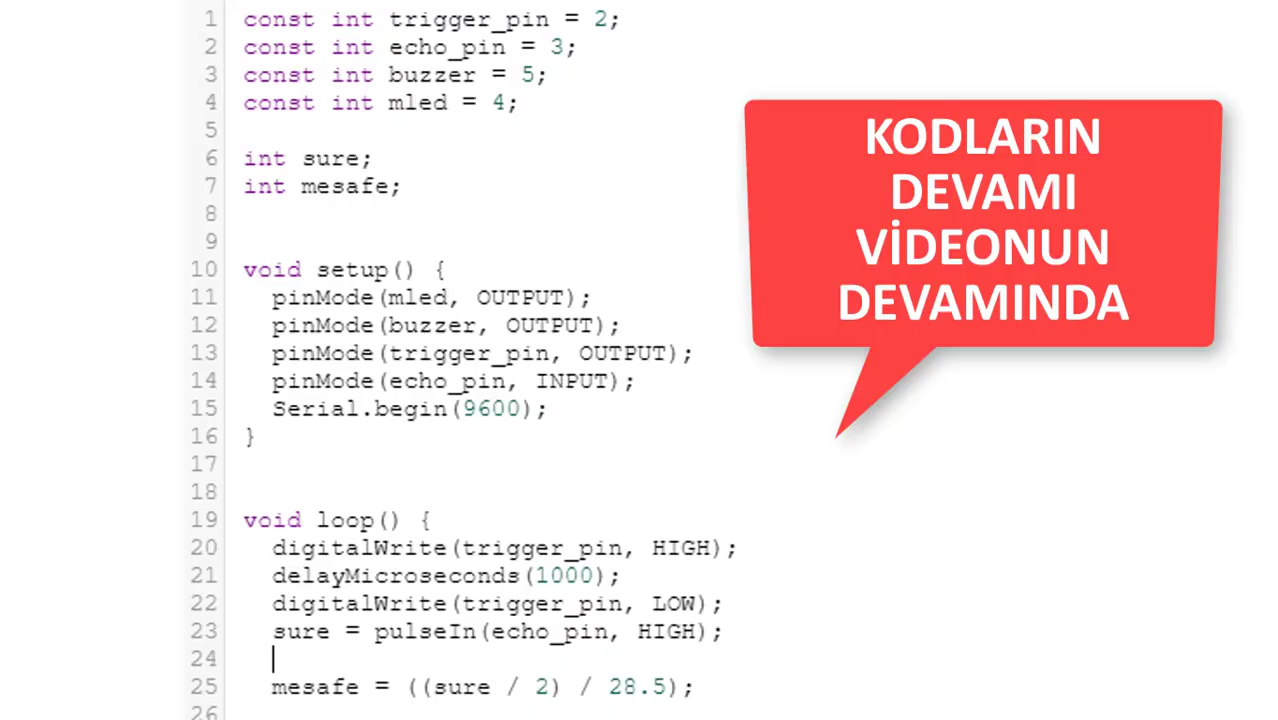 1 const int trigger_pin = 2;
2 const int echo_pin = 3;
3 const int buzzer = 5;
4 const int mled = 4;
5
6 int sure;
7 int mesafe;
8
9
10 void setup() {
11   pinMode(mled, OUTPUT);
12   pinMode(buzzer, OUTPUT);
13   pinMode(trigger_pin, OUTPUT);
14   pinMode(echo_pin, INPUT);
15   Serial.begin(9600);
16 }
17
18
19 void loop() {
20   digitalWrite(trigger_pin, HIGH);
21   delayMicroseconds(1000);
22   digitalWrite(trigger_pin, LOW);
23   sure = pulseIn(echo_pin, HIGH);
24
25   mesafe = ((sure / 2) / 28.5);
26
KODLARIN
DEVAMI
VİDEONUN
DEVAMINDA